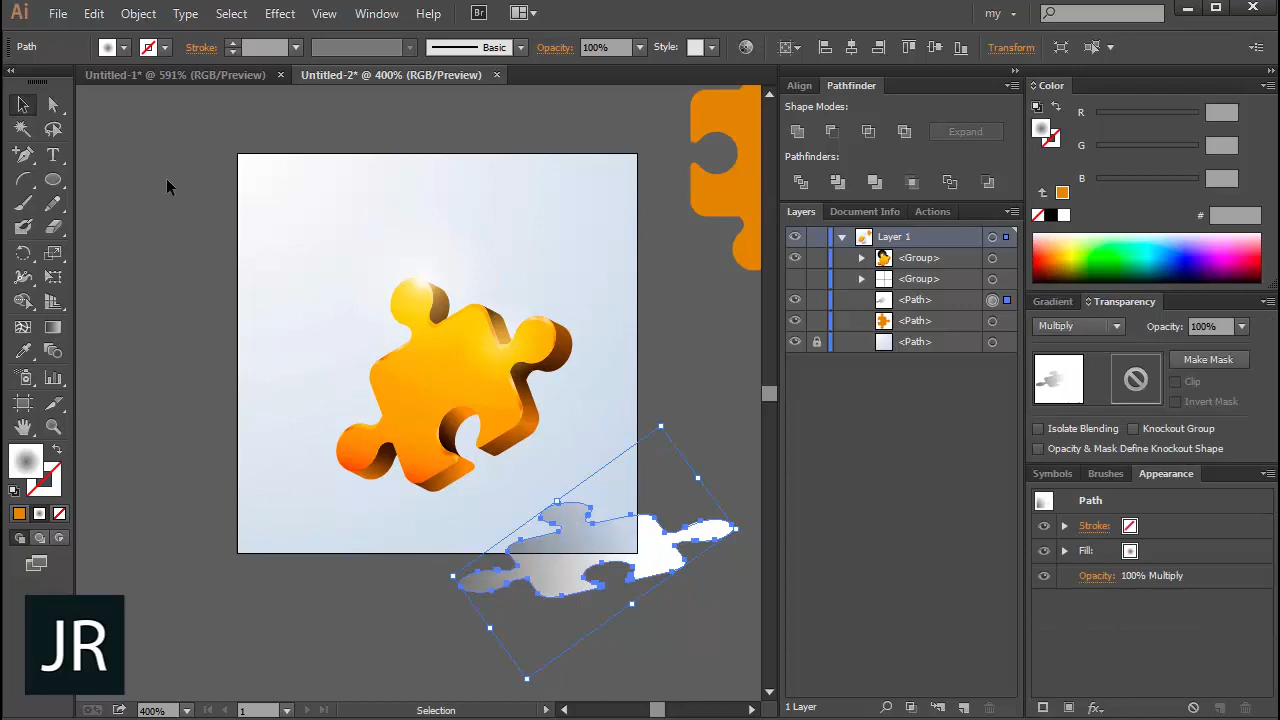 Ai File Edit Object Type Select Effect View Window Help Br my
Path Stroke: Basic Opacity: 100% Style: Transform
Untitled-1* @ 591% (RGB/Preview) × Untitled-2* @ 400% (RGB/Preview) ×
Align Pathfinder
Shape Modes:
Expand
Pathfinders:
Layers Document Info Actions
Layer 1
<Group>
<Group>
<Path>
<Path>
<Path>
1 Layer
Color
R
G
B
#
Gradient Transparency
Multiply Opacity: 100%
Make Mask
Clip
Invert Mask
Isolate Blending Knockout Group
Opacity & Mask Define Knockout Shape
Symbols Brushes Appearance
Path
Stroke:
Fill:
Opacity: 100% Multiply
fx
T
JR
400% 1 Selection